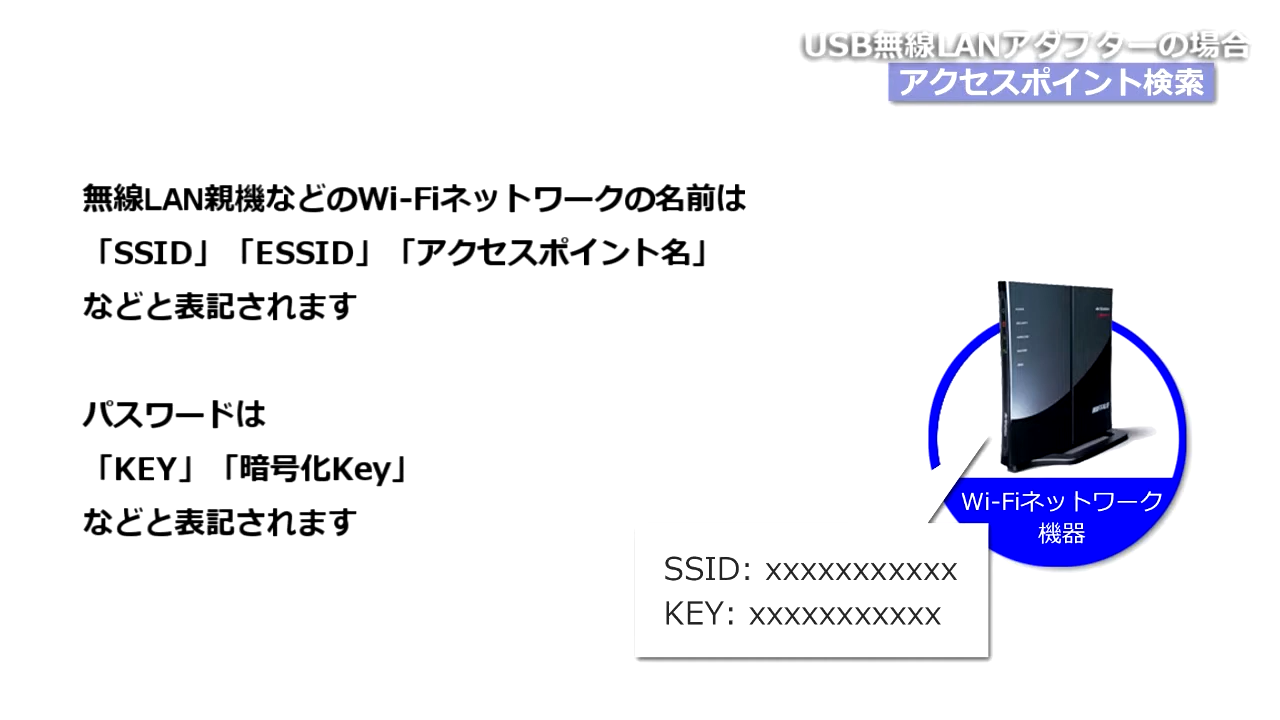 USB無線LANアダプターの場合
アクセスポイント検索
無線LAN親機などのWi-Fiネットワークの名前は
「SSID」「ESSID」「アクセスポイント名」
などと表記されます
パスワードは
「KEY」「暗号化Key」
などと表記されます
Wi-Fiネットワーク
機器
SSID: xxxxxxxxxxx
KEY: xxxxxxxxxxx